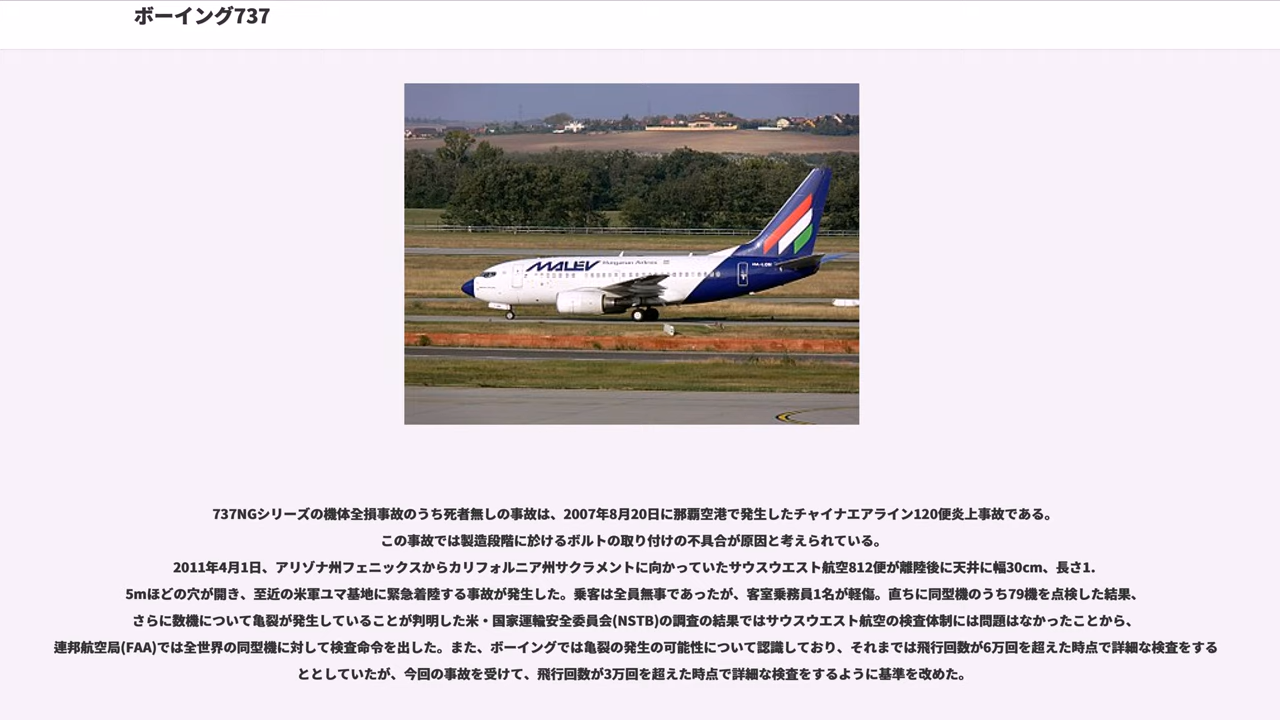 ボーイング737
MALEV Hungarian Airlines
737NGシリーズの機体全損事故のうち死者無しの事故は、2007年8月20日に那覇空港で発生したチャイナエアライン120便炎上事故である。
この事故では製造段階に於けるボルトの取り付けの不具合が原因と考えられている。
2011年4月1日、アリゾナ州フェニックスからカリフォルニア州サクラメントに向かっていたサウスウエスト航空812便が離陸後に天井に幅30cm、長さ1.
5mほどの穴が開き、至近の米軍ユマ基地に緊急着陸する事故が発生した。乗客は全員無事であったが、客室乗務員1名が軽傷。直ちに同型機のうち79機を点検した結果、
さらに数機について亀裂が発生していることが判明した米・国家運輸安全委員会(NSTB)の調査の結果ではサウスウエスト航空の検査体制には問題はなかったことから、
連邦航空局(FAA)では全世界の同型機に対して検査命令を出した。また、ボーイングでは亀裂の発生の可能性について認識しており、それまでは飛行回数が6万回を超えた時点で詳細な検査をする
ととしていたが、今回の事故を受けて、飛行回数が3万回を超えた時点で詳細な検査をするように基準を改めた。